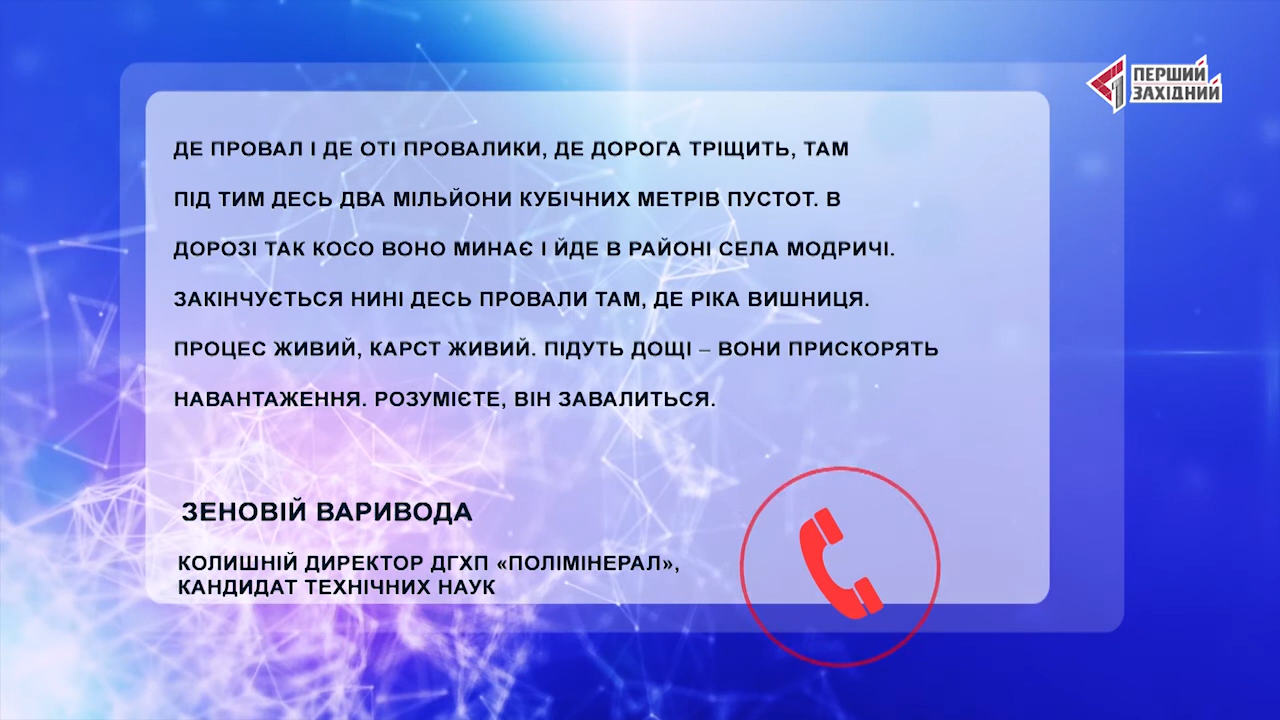 ПЕРШИЙ
ЗАХІДНИЙ
ДЕ ПРОВАЛ І ДЕ ОТІ ПРОВАЛИКИ, ДЕ ДОРОГА ТРІЩИТЬ, ТАМ
ПІД ТИМ ДЕСЬ ДВА МІЛЬЙОНИ КУБІЧНИХ МЕТРІВ ПУСТОТ. В
ДОРОЗІ ТАК КОСО ВОНО МИНАЄ І ЙДЕ В РАЙОНІ СЕЛА МОДРИЧІ.
ЗАКІНЧУЄТЬСЯ НИНІ ДЕСЬ ПРОВАЛИ ТАМ, ДЕ РІКА ВИШНИЦЯ.
ПРОЦЕС ЖИВИЙ, КАРСТ ЖИВИЙ. ПІДУТЬ ДОЩІ – ВОНИ ПРИСКОРЯТЬ
НАВАНТАЖЕННЯ. РОЗУМІЄТЕ, ВІН ЗАВАЛИТЬСЯ.
ЗЕНОВІЙ ВАРИВОДА
КОЛИШНІЙ ДИРЕКТОР ДГХП «ПОЛІМІНЕРАЛ»,
КАНДИДАТ ТЕХНІЧНИХ НАУК